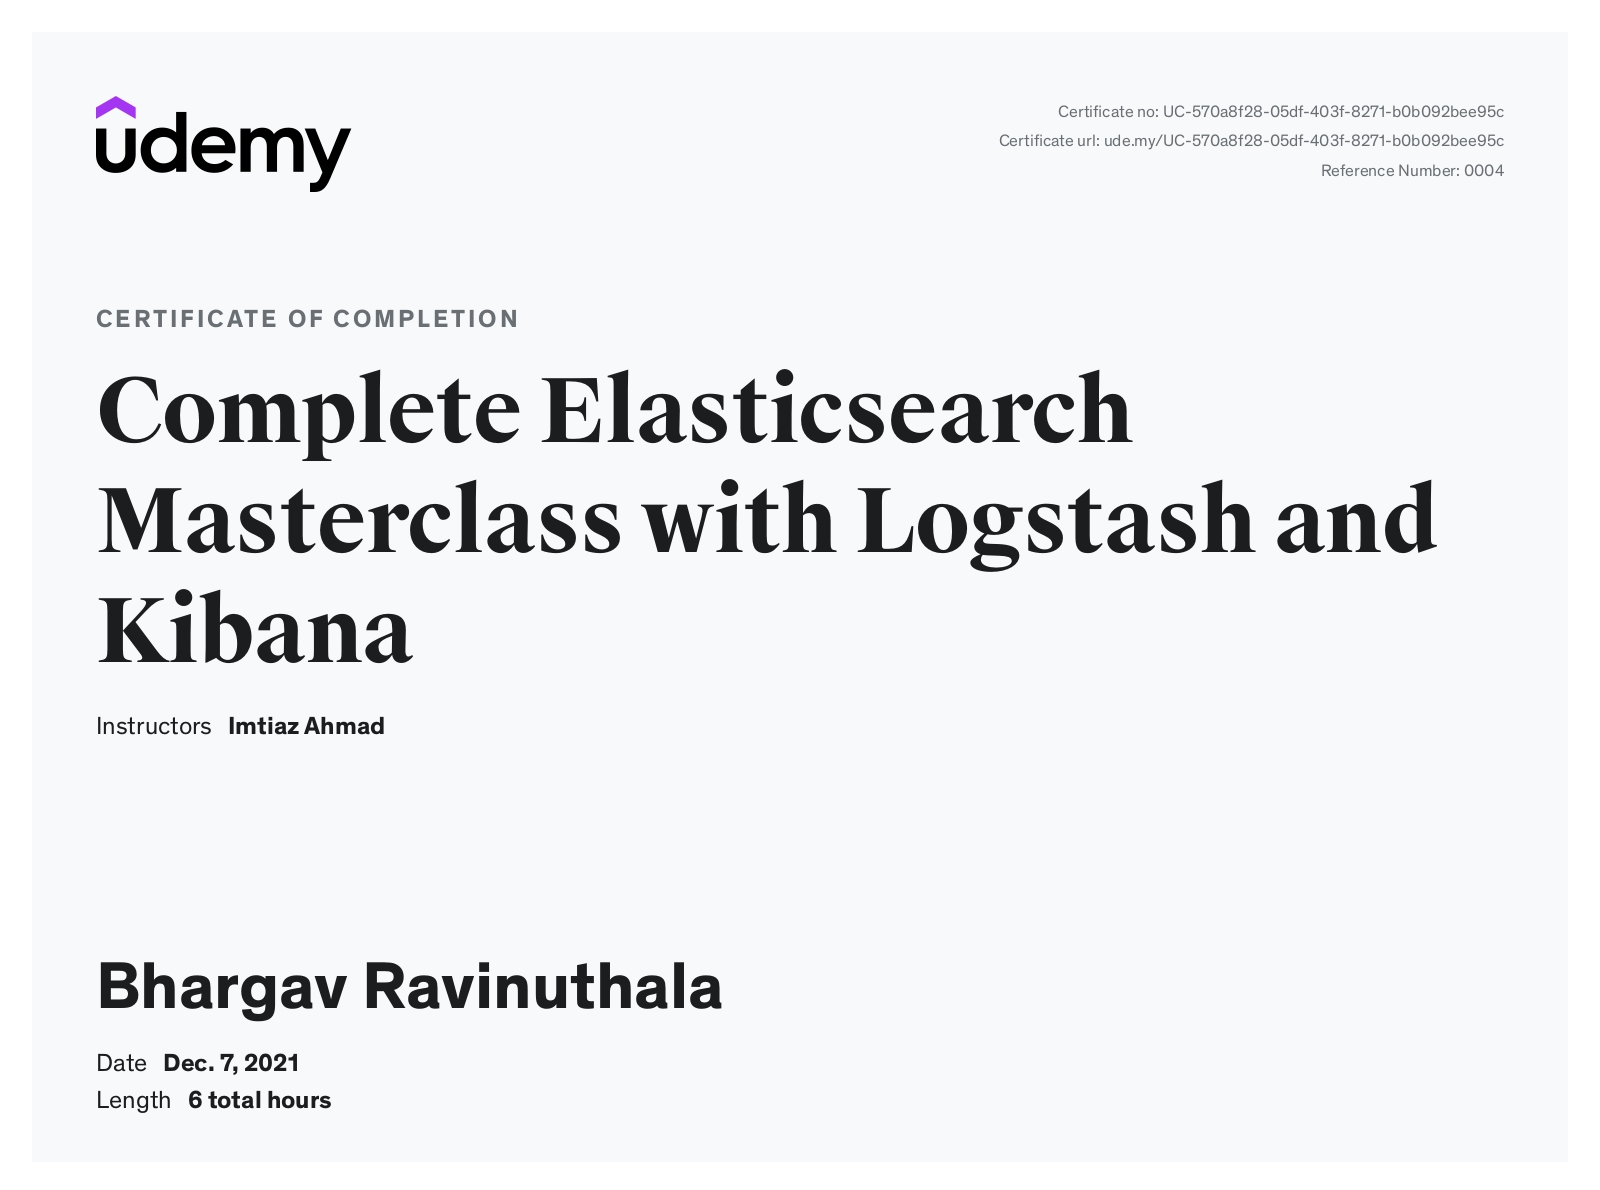 udemy
Certificate no: UC-570a8f28-05df-403f-8271-b0b092bee95c
Certificate url: ude.my/UC-570a8f28-05df-403f-8271-b0b092bee95c
Reference Number: 0004
CERTIFICATE OF COMPLETION
Complete Elasticsearch
Masterclass with Logstash and
Kibana
Instructors Imtiaz Ahmad
Bhargav Ravinuthala
Date Dec. 7, 2021
Length 6 total hours